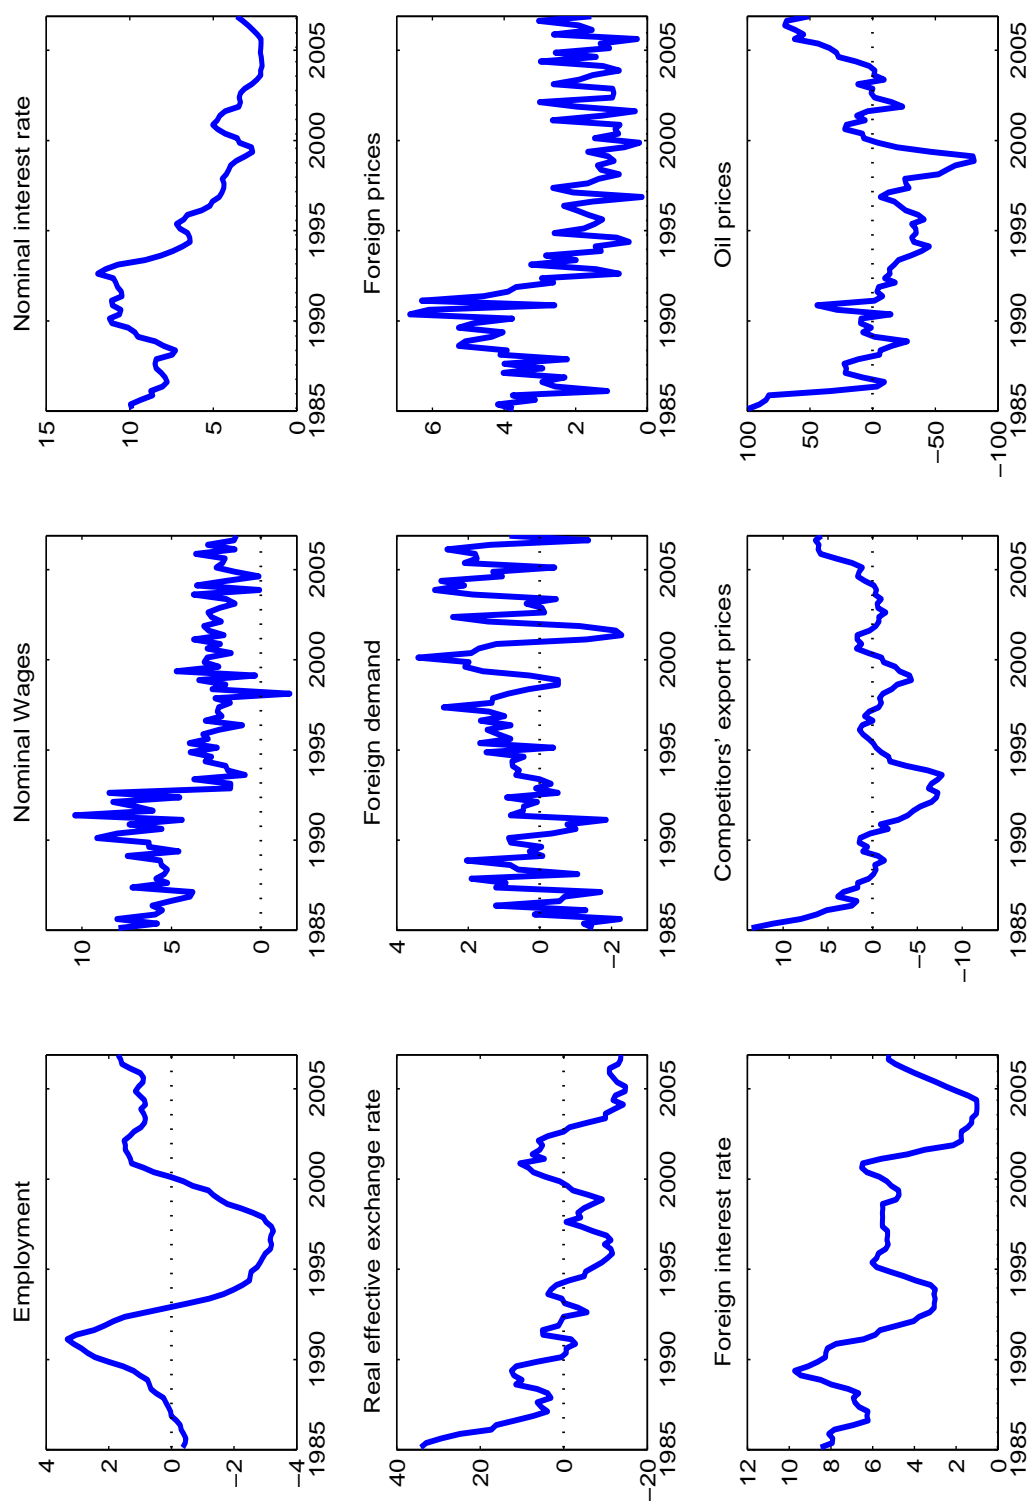 Employment
4
2
0
−2
−4
1985 1990 1995 2000 2005
Nominal Wages
10
5
0
1985 1990 1995 2000 2005
Nominal interest rate
15
10
5
0
1985 1990 1995 2000 2005
Real effective exchange rate
40
20
0
−20
1985 1990 1995 2000 2005
Foreign demand
4
2
0
−2
1985 1990 1995 2000 2005
Foreign prices
6
4
2
0
1985 1990 1995 2000 2005
Foreign interest rate
12
10
8
6
4
2
0
1985 1990 1995 2000 2005
Competitors' export prices
10
5
0
−5
−10
1985 1990 1995 2000 2005
Oil prices
100
50
0
−50
−100
1985 1990 1995 2000 2005